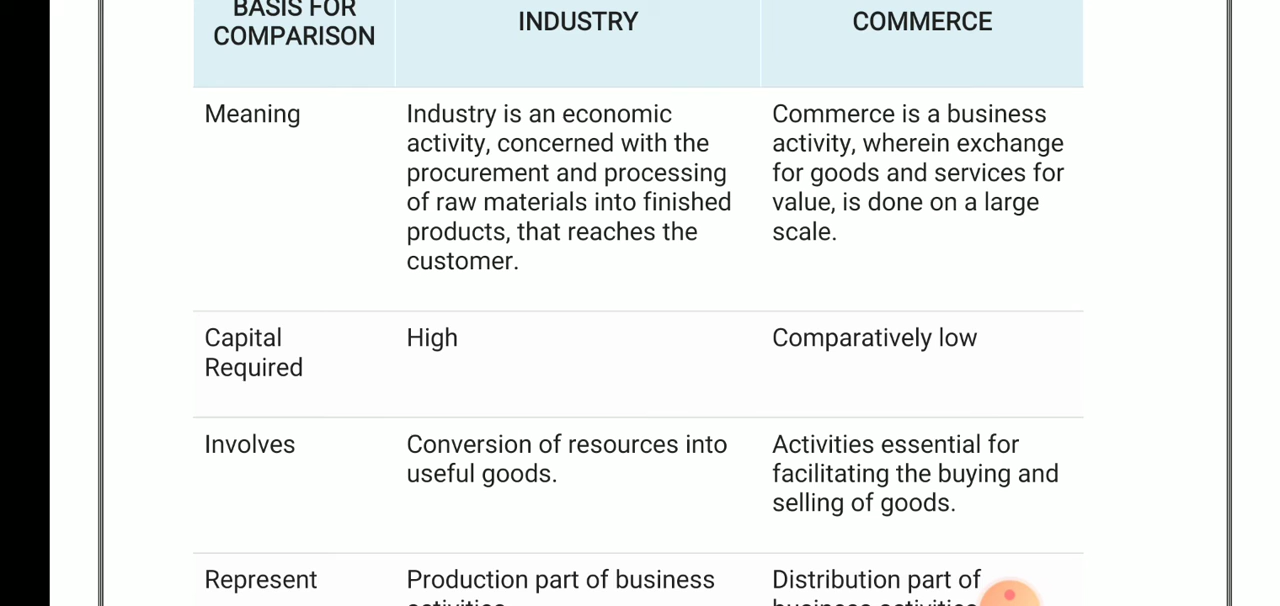 BASIS FOR
COMPARISON
INDUSTRY
COMMERCE
Meaning
Industry is an economic
activity, concerned with the
procurement and processing
of raw materials into finished
products, that reaches the
customer.
Commerce is a business
activity, wherein exchange
for goods and services for
value, is done on a large
scale.
Capital
Required
High
Comparatively low
Involves
Conversion of resources into
useful goods.
Activities essential for
facilitating the buying and
selling of goods.
Represent
Production part of business
activities
Distribution part of
business activities